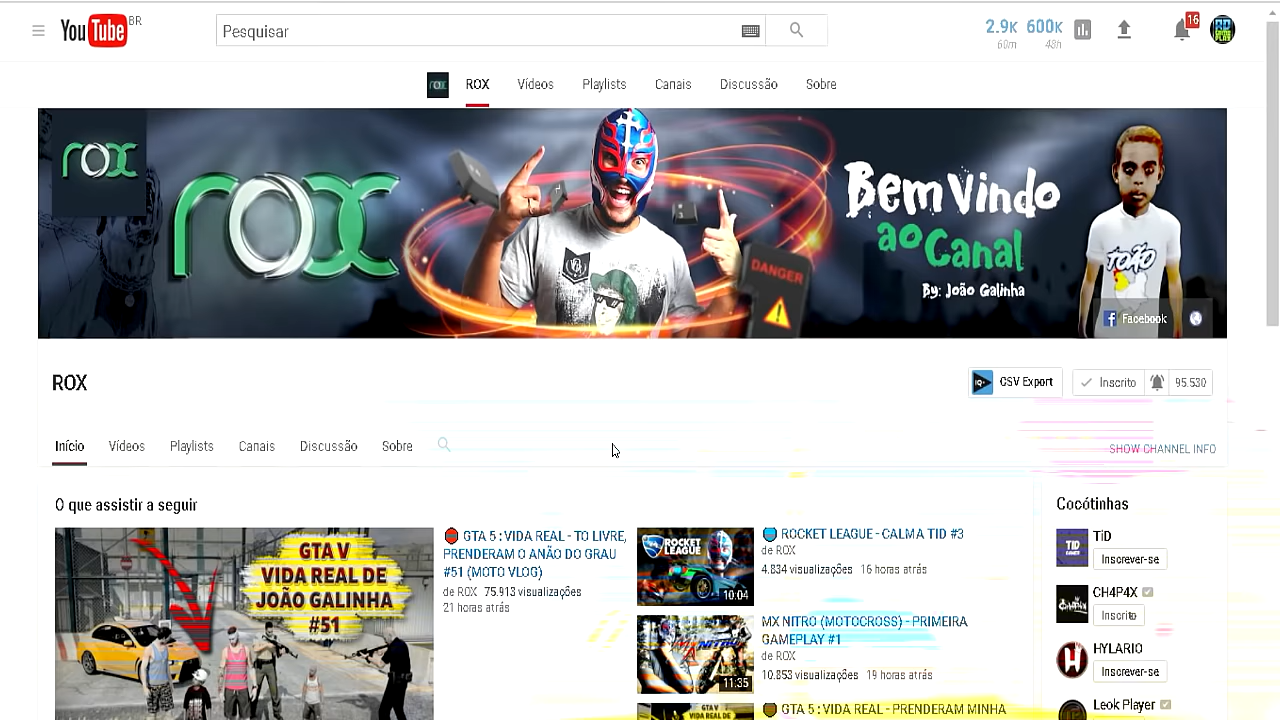 YouTube BR
Pesquisar
2.9K 600K
60m 48h
16
ROX Vídeos Playlists Canais Discussão Sobre
rox
rox
Bem Vindo
ao Canal
By: João Galinha
JOÃO
DANGER
Facebook
ROX
CSV Export
Inscrito
95.530
Início Vídeos Playlists Canais Discussão Sobre
SHOW CHANNEL INFO
O que assistir a seguir
GTA V
VIDA REAL DE
JOÃO GALINHA
#51
GTA 5 : VIDA REAL - TO LIVRE,
PRENDERAM O ANÃO DO GRAU
#51 (MOTO VLOG)
de ROX 75.913 visualizações
21 horas atrás
ROCKET
LEAGUE
10:04
ROCKET LEAGUE - CALMA TID #3
de ROX
4.834 visualizações 16 horas atrás
11:35
MX NITRO (MOTOCROSS) - PRIMEIRA
GAMEPLAY #1
de ROX
10.853 visualizações 19 horas atrás
GTA V
VIDA REAL DE
GTA 5 : VIDA REAL - PRENDERAM MINHA
Cocótinhas
TID
TiD
Inscrever-se
CH4P4X
Inscrito
HYLARIO
Inscrever-se
Leok Player